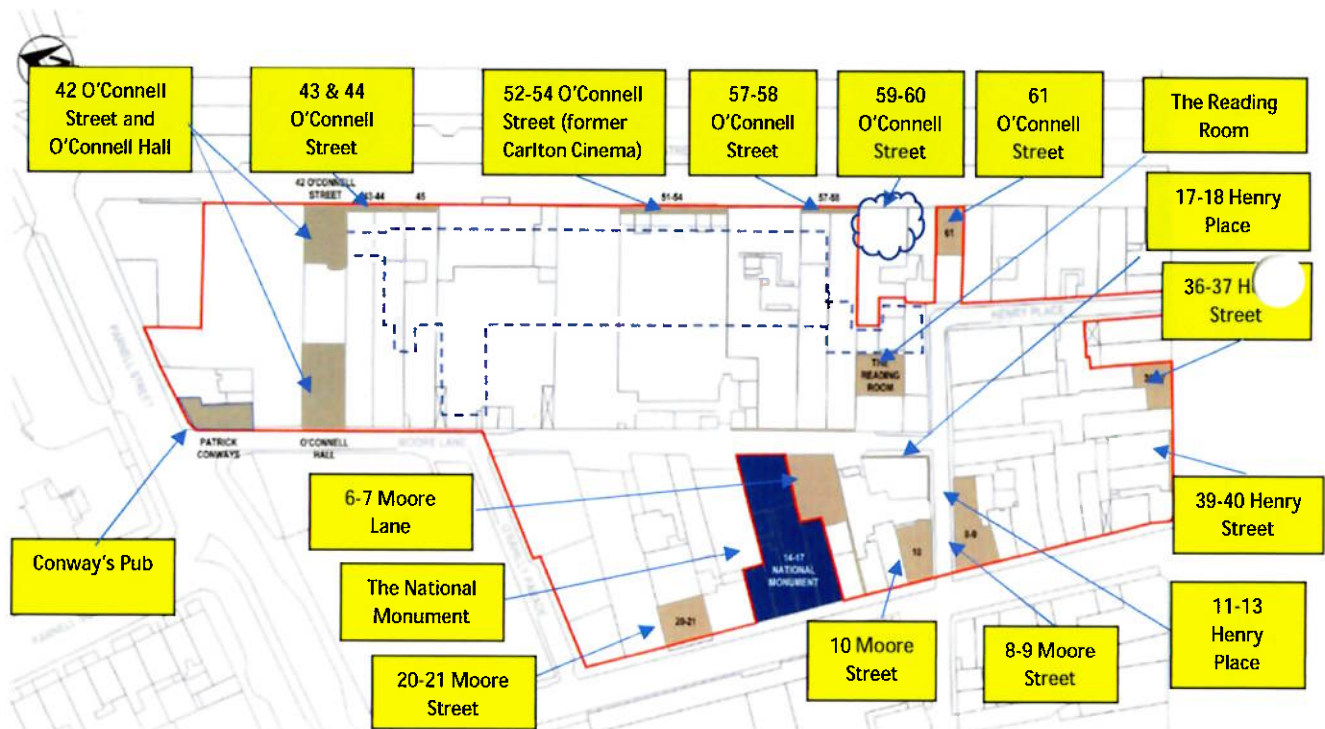 42 O'Connell
Street and
O'Connell Hall
43 & 44
O'Connell
Street
52-54 O'Connell
Street (former
Carlton Cinema)
57-58
O'Connell
Street
59-60
O'Connell
Street
61
O'Connell
Street
The Reading
Room
17-18 Henry
Place
36-37 H
Street
42 O'CONNELL
STREET
43-44
45
51-54
57-58
61
HENRY PLACE
THE
READING
ROOM
PARNELL STREET
PATRICK
CONWAYS
O'CONNELL
HALL
MOORE LANE
6-7 Moore
Lane
Conway's Pub
The National
Monument
14-17
NATIONAL
MONUMENT
10
8-9
20-21
39-40 Henry
Street
20-21 Moore
Street
10 Moore
Street
8-9 Moore
Street
11-13
Henry
Place